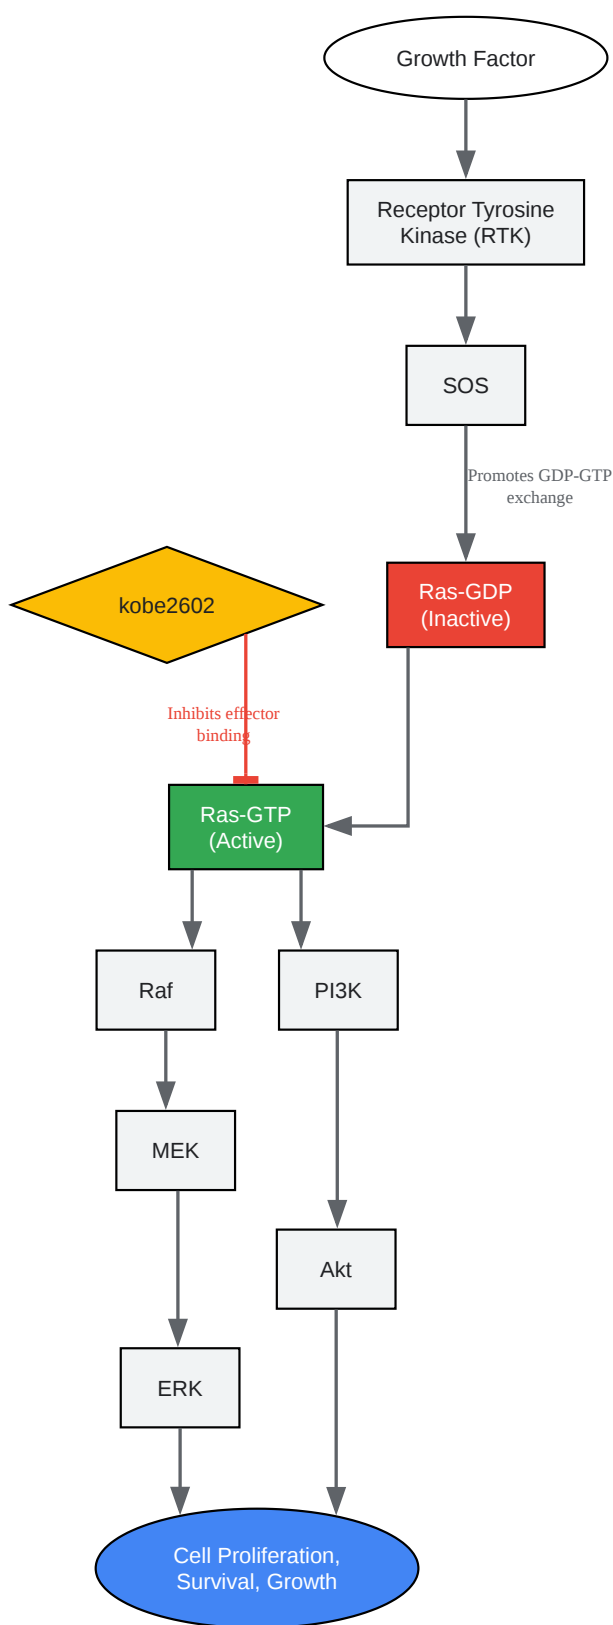 Growth Factor
Receptor Tyrosine
Kinase (RTK)
SOS
Promotes GDP-GTP
exchange
kobe2602
Ras-GDP
(Inactive)
Inhibits effector
binding
Ras-GTP
(Active)
Raf
PI3K
MEK
Akt
ERK
Cell Proliferation,
Survival, Growth